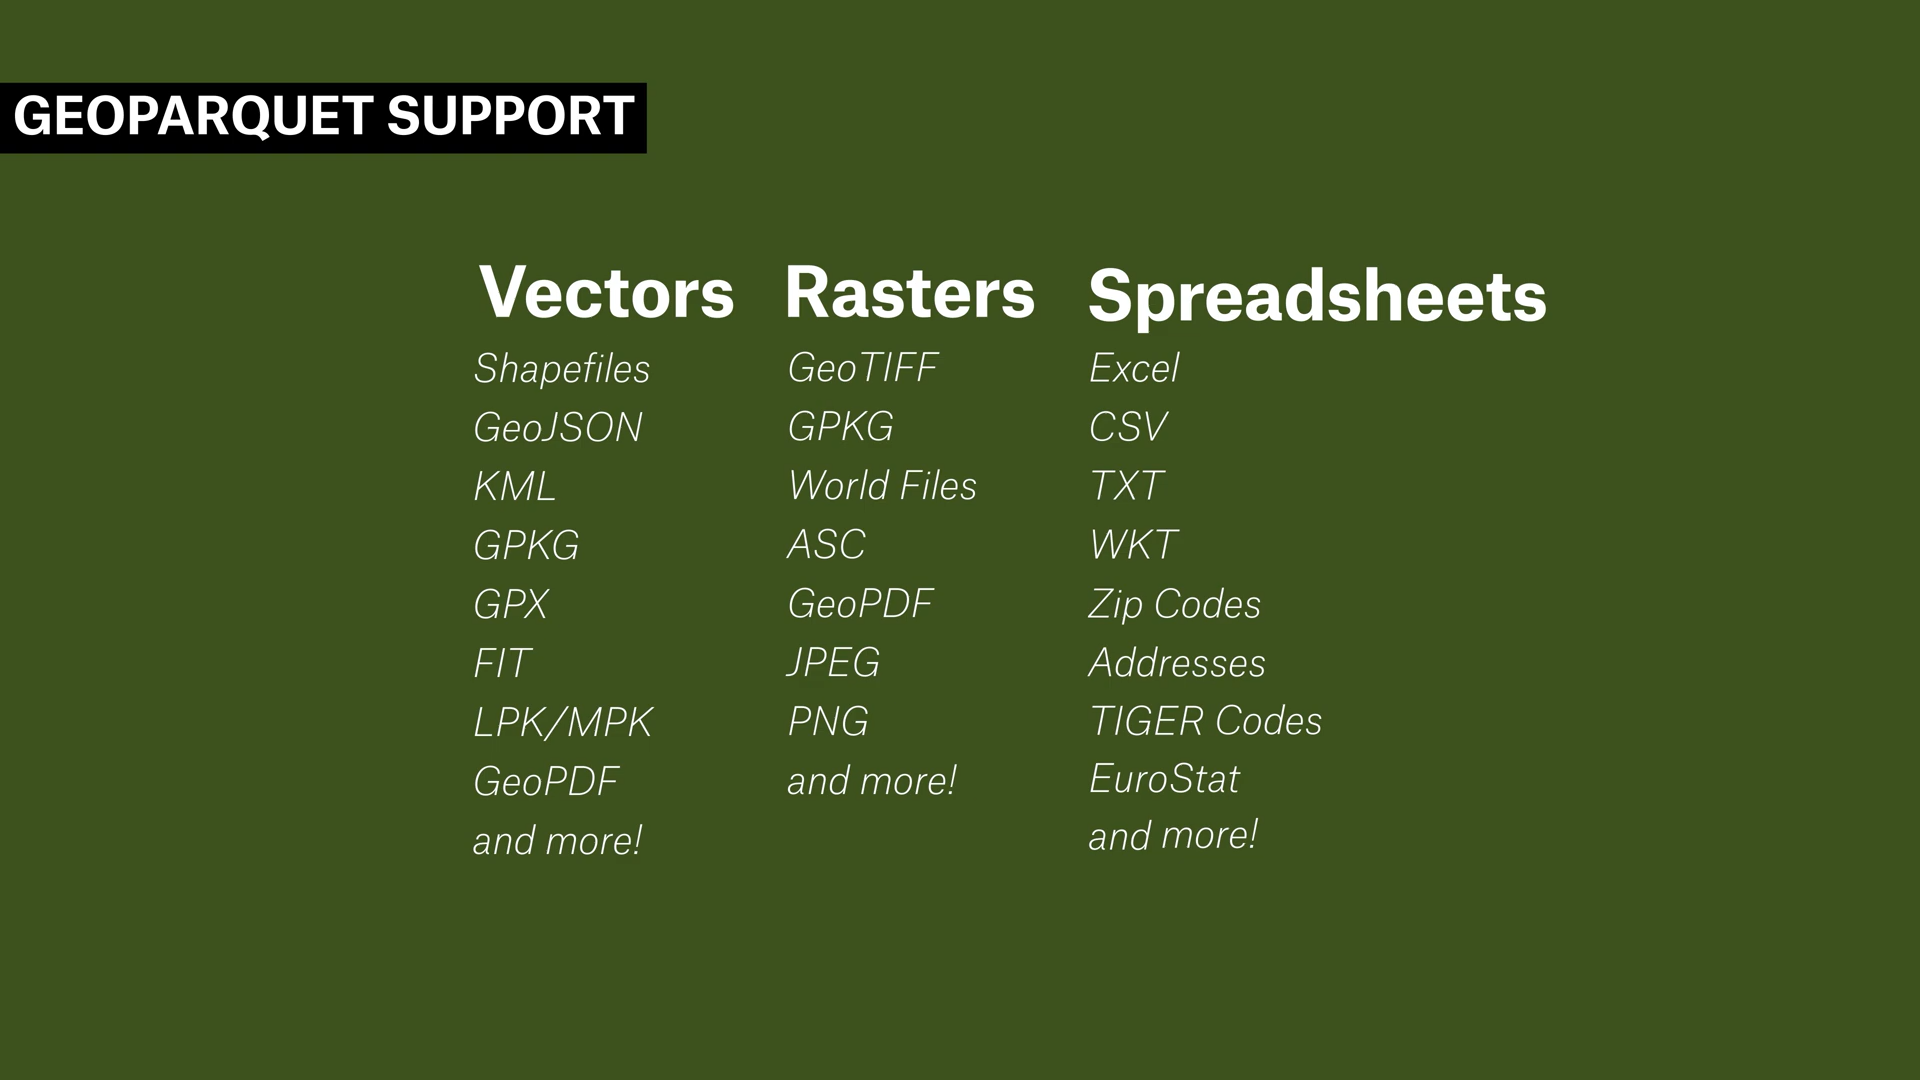 GEOPARQUET SUPPORT
Vectors
Shapefiles
GeoJSON
KML
GPKG
GPX
FIT
LPK/MPK
GeoPDF
and more!
Rasters
GeoTIFF
GPKG
World Files
ASC
GeoPDF
JPEG
PNG
and more!
Spreadsheets
Excel
CSV
TXT
WKT
Zip Codes
Addresses
TIGER Codes
EuroStat
and more!